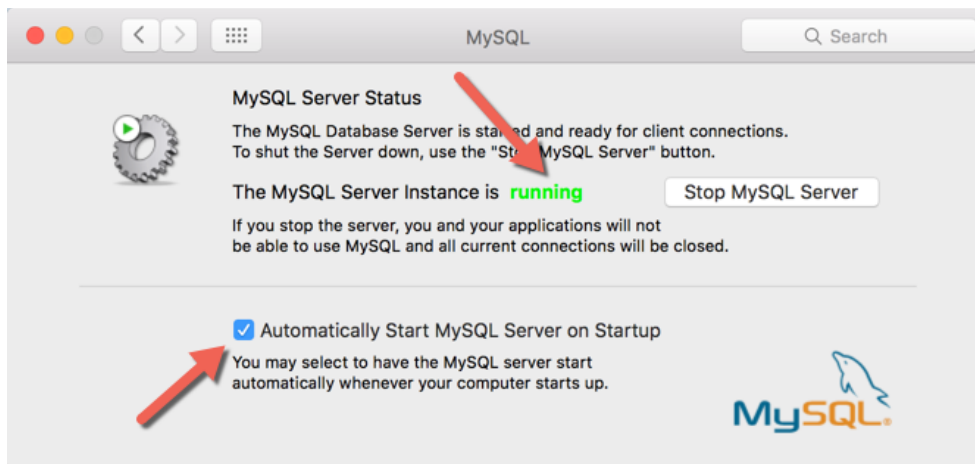 MySQL
Search
MySQL Server Status
The MySQL Database Server is started and ready for client connections.
To shut the Server down, use the "Stop MySQL Server" button.
The MySQL Server Instance is running
Stop MySQL Server
If you stop the server, you and your applications will not
be able to use MySQL and all current connections will be closed.
Automatically Start MySQL Server on Startup
You may select to have the MySQL server start
automatically whenever your computer starts up.
MySQL®